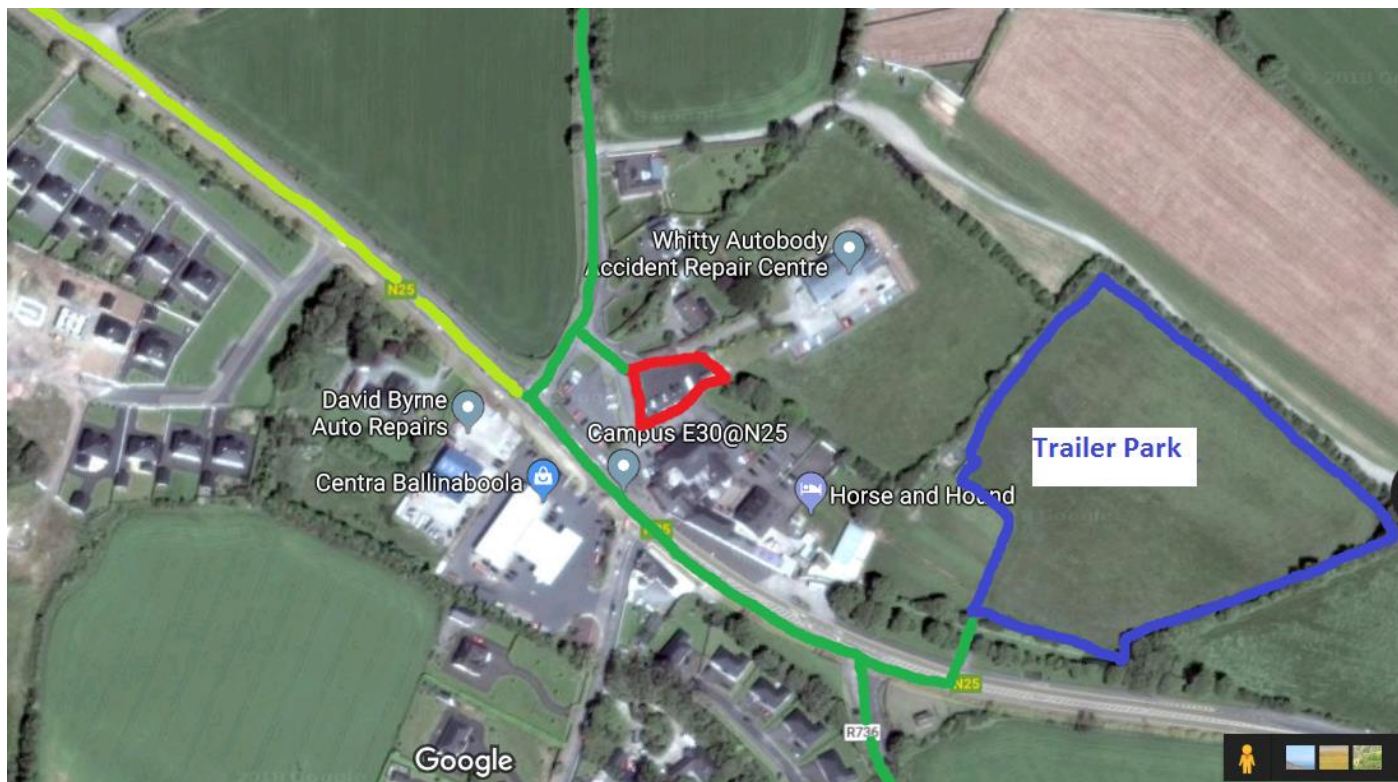 N25
Whitty Autobody
Accident Repair Centre
David Byrne
Auto Repairs
Campus E30@N25
Centra Ballinaboola
Horse and Hound
Trailer Park
N25
R736
Google